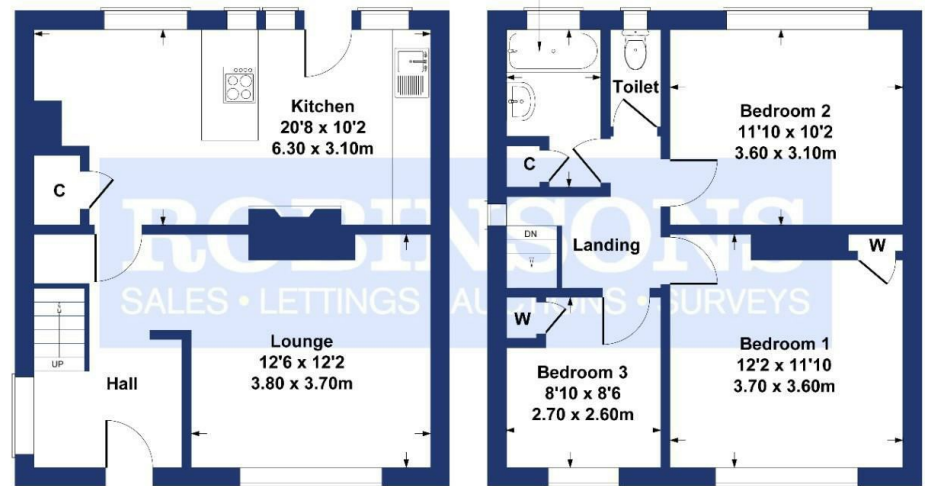 Kitchen
20'8 x 10'2
6.30 x 3.10m
C
Lounge
12'6 x 12'2
3.80 x 3.70m
UP
Hall
Toilet
Bedroom 2
11'10 x 10'2
3.60 x 3.10m
C
DN
Landing
W
W
Bedroom 1
12'2 x 11'10
3.70 x 3.60m
Bedroom 3
8'10 x 8'6
2.70 x 2.60m
ROBINSONS
SALES • LETTINGS • AUCTIONS • SURVEYS